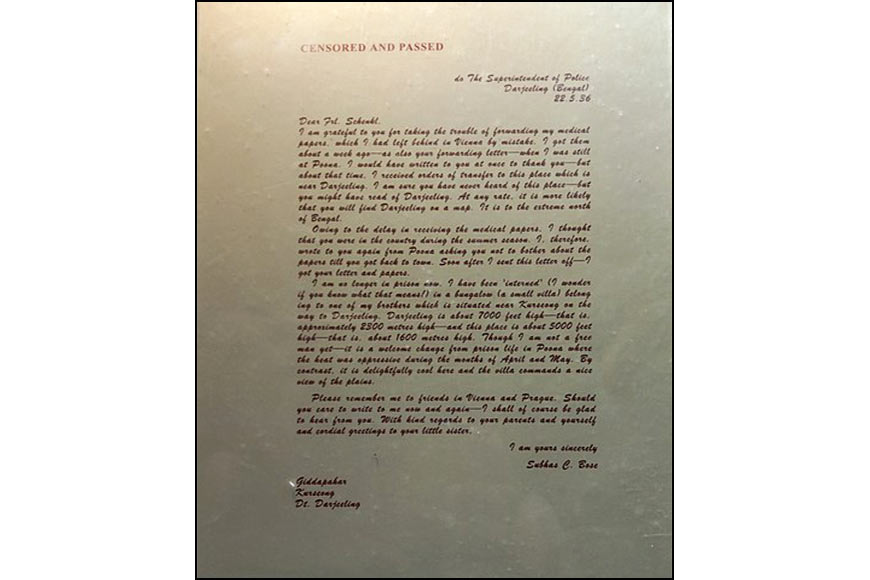 CENSORED AND PASSED
do The Superintendent of Police
Darjeeling (Bengal)
22.5.36
Dear Frl. Schenkl,
I am grateful to you for taking the trouble of forwarding my medical
papers, which I had left behind in Vienna by mistake. I got them
about a week ago—as also your forwarding letter—when I was still
at Poona. I would have written to you at once to thank you—but
about that time, I received orders of transfer to this place which is
near Darjeeling. I am sure you have never heard of this place—but
you might have read of Darjeeling. At any rate, it is more likely
that you will find Darjeeling on a map. It is to the extreme north
of Bengal.
Owing to the delay in receiving the medical papers, I thought
that you were in the country during the summer season. I, therefore,
wrote to you again from Poona asking you not to bother about the
papers till you got back to town. Soon after I sent this letter off—I
got your letter and papers.
I am no longer in prison now. I have been 'interned' (I wonder
if you know what that means!) in a bungalow (a small villa) belong
ing to one of my brothers which is situated near Kurseong on the
way to Darjeeling. Darjeeling is about 7000 feet high—that is,
approximately 2300 metres high—and this place is about 5000 feet
high—that is, about 1600 metres high. Though I am not a free
man yet—it is a welcome change from prison life in Poona where
the heat was oppressive during the months of April and May. By
contrast, it is delightfully cool here and the villa commands a nice
view of the plains.
Please remember me to friends in Vienna and Prague. Should
you care to write to me now and again—I shall of course be glad
to hear from you. With kind regards to your parents and yourself
and cordial greetings to your little sister.
I am yours sincerely
Subhas C. Bose
Giddapahar
Kurseong
Dt. Darjeeling